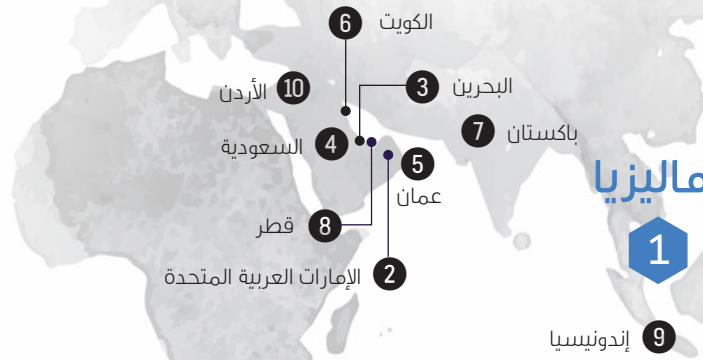 6 الكويت
10 الأردن
3 البحرين
7 باكستان
4 السعودية
5 عمان
ماليزيا
1
8 قطر
2 الإمارات العربية المتحدة
9 إندونيسيا